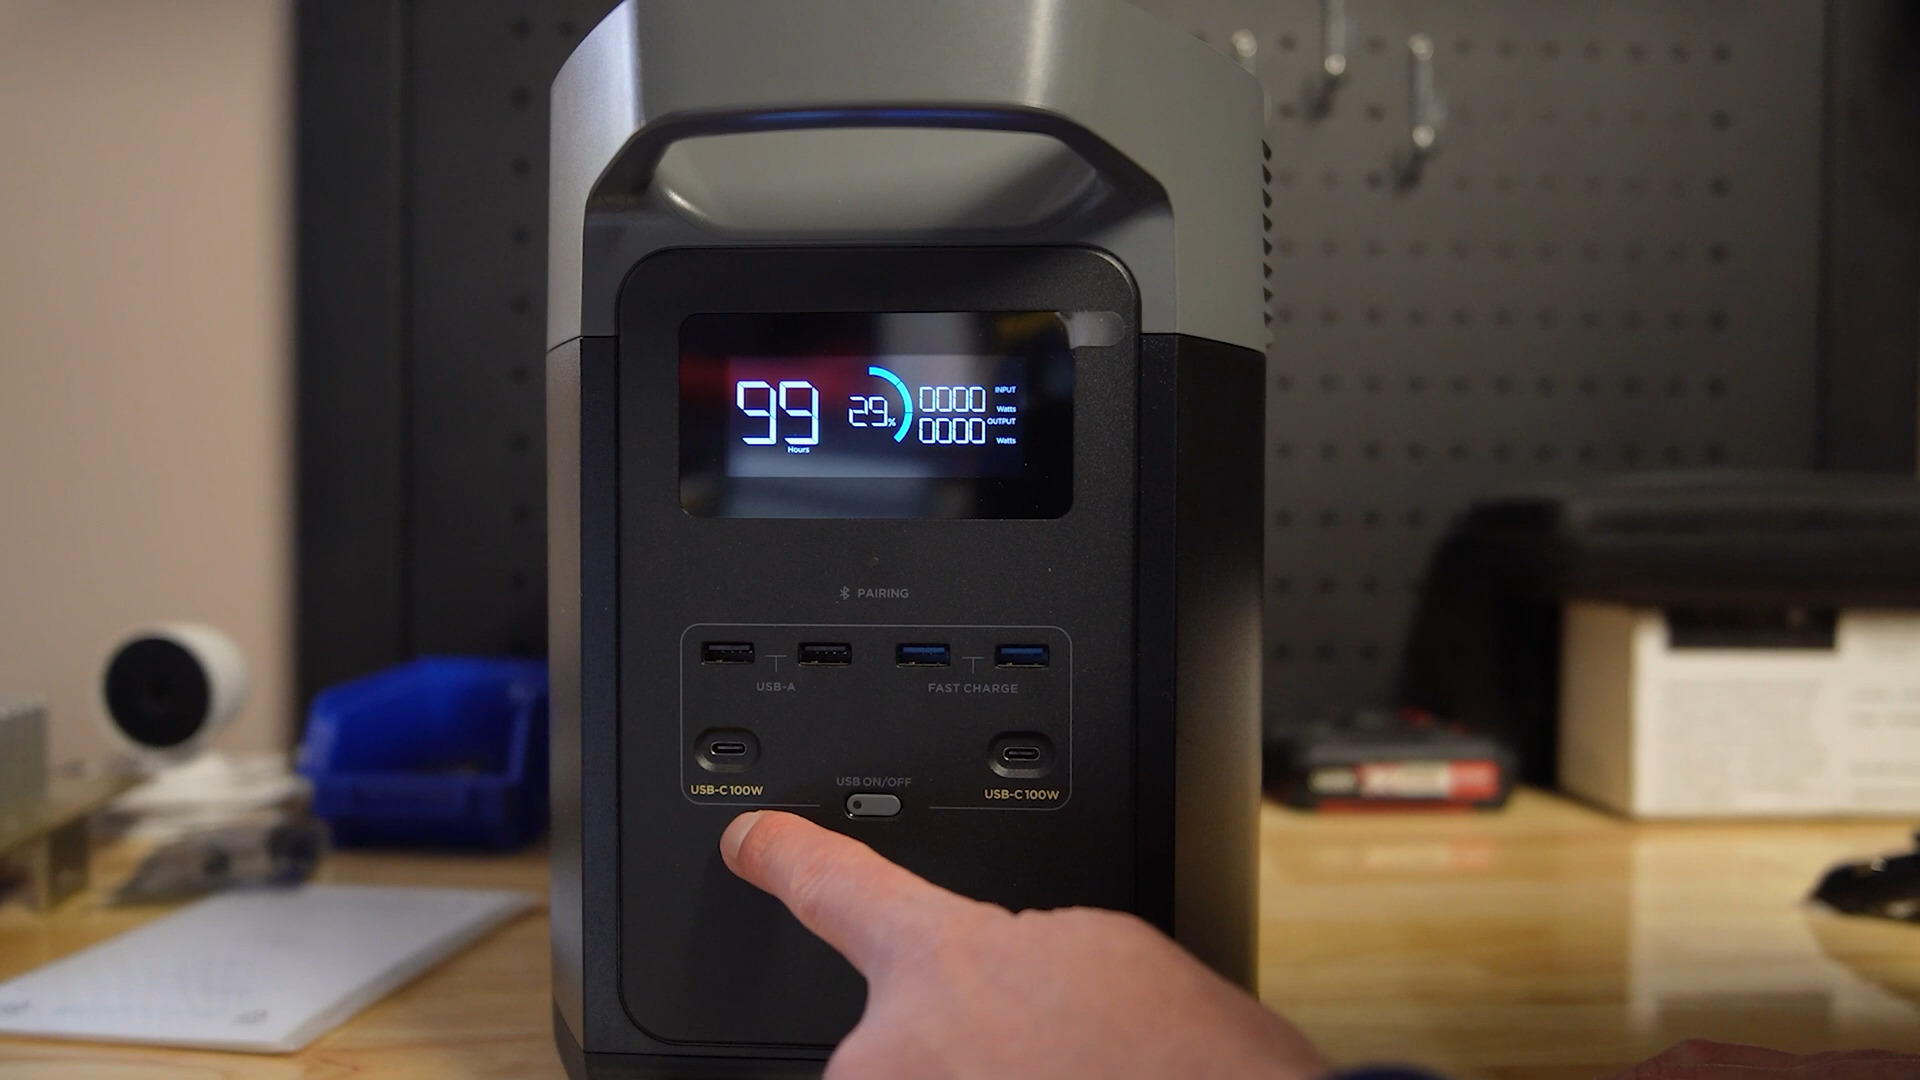 99
Hours
29%
0000 INPUT
Watts
0000 OUTPUT
Watts
PAIRING
USB-A
FAST CHARGE
USB-C 100W
USB ON/OFF
USB-C 100W